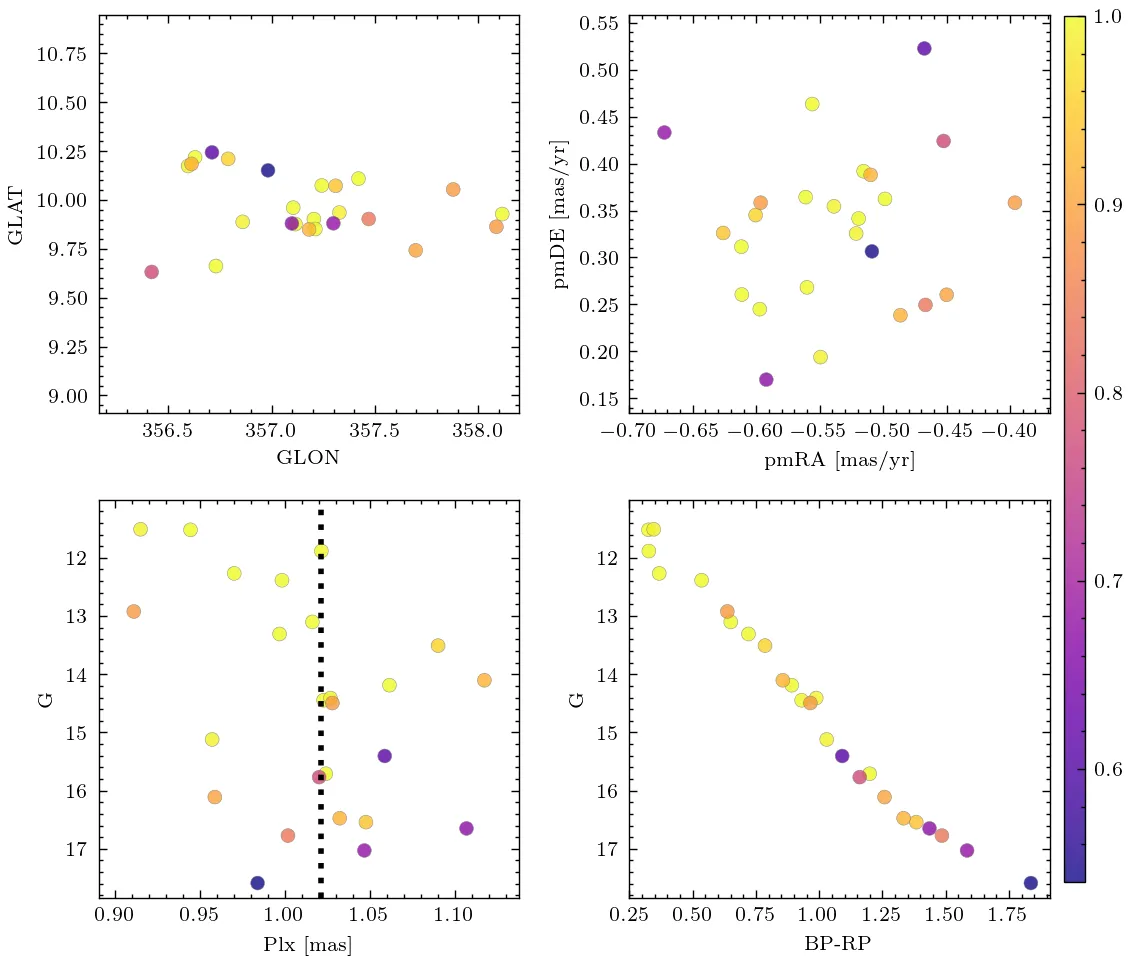 10.75
10.50
10.25
10.00
9.75
9.50
9.25
9.00
GLAT
356.5 357.0 357.5 358.0
GLON
0.55
0.50
0.45
0.40
0.35
0.30
0.25
0.20
0.15
pmDE [mas/yr]
−0.70 −0.65 −0.60 −0.55 −0.50 −0.45 −0.40
pmRA [mas/yr]
1.0
0.9
0.8
0.7
0.6
12
13
14
15
16
17
G
0.90 0.95 1.00 1.05 1.10
Plx [mas]
12
13
14
15
16
17
G
0.25 0.50 0.75 1.00 1.25 1.50 1.75
BP-RP